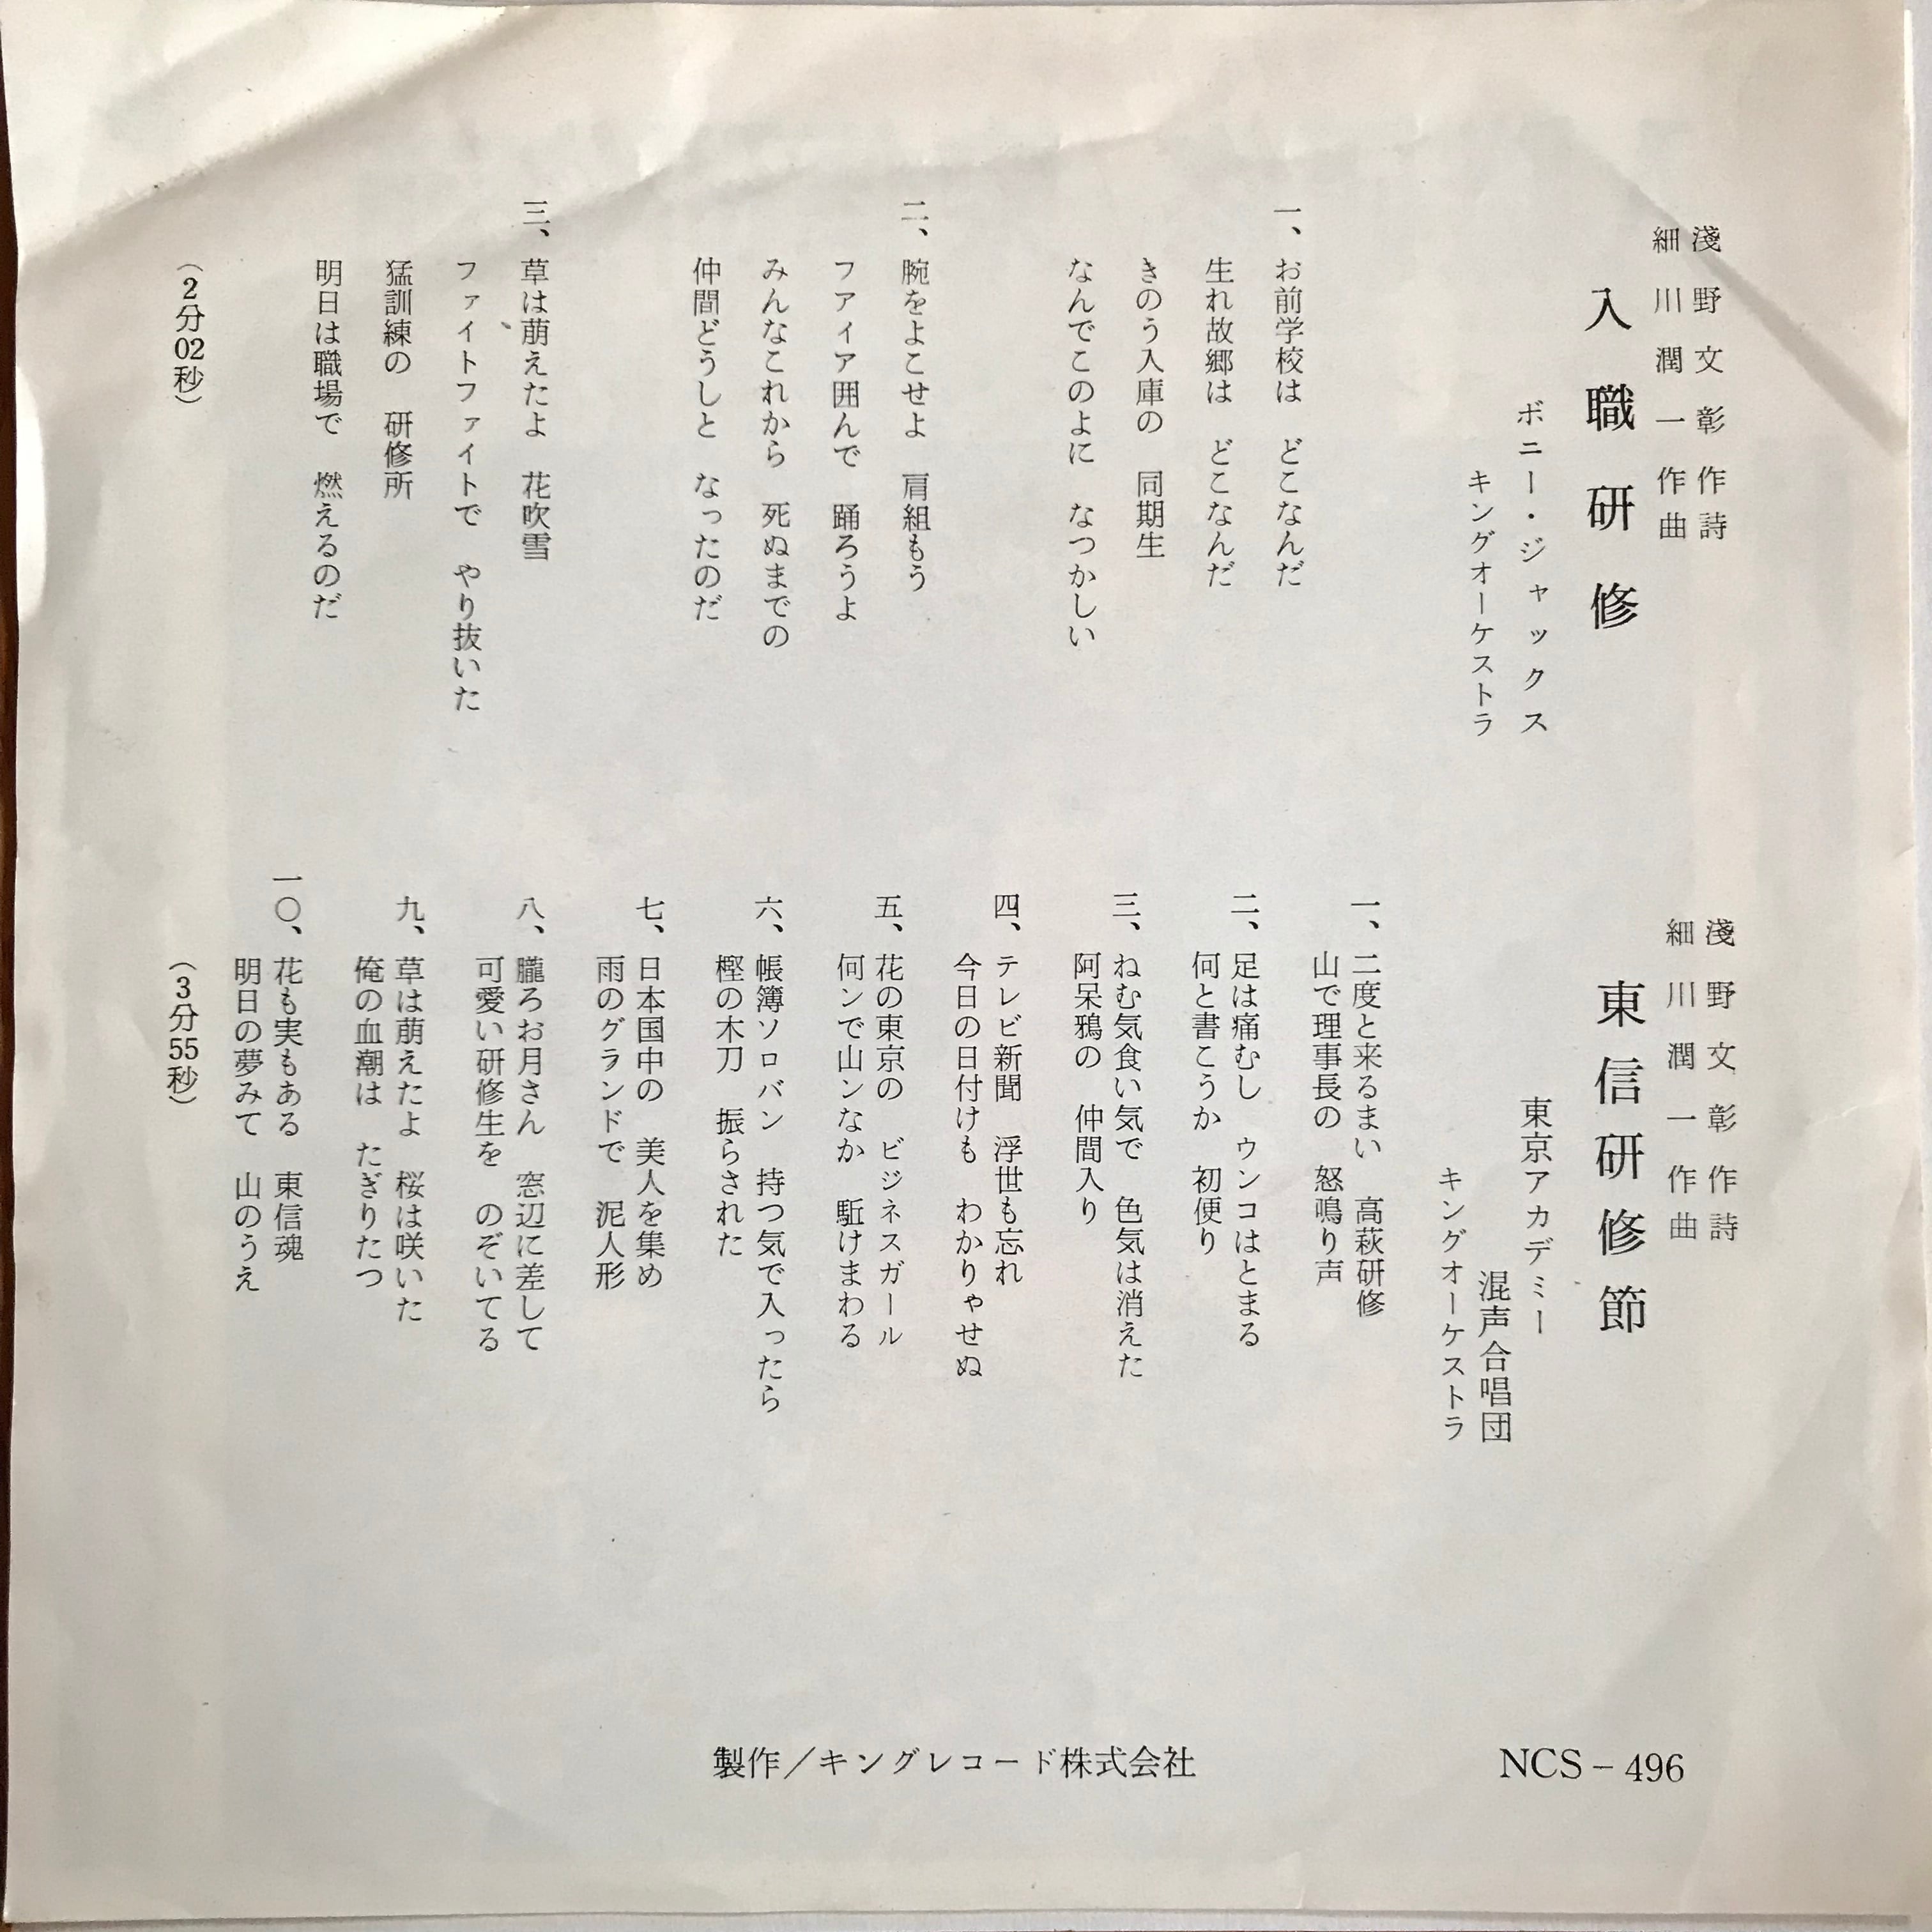 淺野文彰作詩
細川潤一作曲
入職研修
ボニー・ジャックス
キングオーケストラ
一、お前学校は どこなんだ
生れ故郷は どこなんだ
きのう入庫の 同期生
なんでこのよに なつかしい
二、腕をよこせよ 肩組もう
フアィア囲んで 踊ろうよ
みんなこれから 死ぬまでの
仲間どうしと なったのだ
三、草は萠えたよ 花吹雪
ファイトファイトで やり抜いた
猛訓練の 研修所
明日は職場で 燃えるのだ
（2分02秒）
淺野文彰作詩
細川潤一作曲
東信研修節
東京アカデミー
混声合唱団
キングオーケストラ
一、二度と来るまい 高萩研修
山で理事長の 怒鳴り声
二、足は痛むし ウンコはとまる
何と書こうか 初便り
三、ねむ気食い気で 色気は消えた
阿呆鴉の 仲間入り
四、テレビ新聞 浮世も忘れ
今日の日付けも わかりゃせぬ
五、花の東京の ビジネスガール
何ンで山ンなか 駈けまわる
六、帳簿ソロバン 持つ気で入ったら
樫の木刀 振らされた
七、日本国中の 美人を集め
雨のグランドで 泥人形
八、朧ろお月さん 窓辺に差して
可愛い研修生を のぞいてる
九、草は萠えたよ 桜は咲いた
俺の血潮は たぎりたつ
一〇、花も実もある 東信魂
明日の夢みて 山のうえ
（3分55秒）
製作／キングレコード株式会社
NCS－496